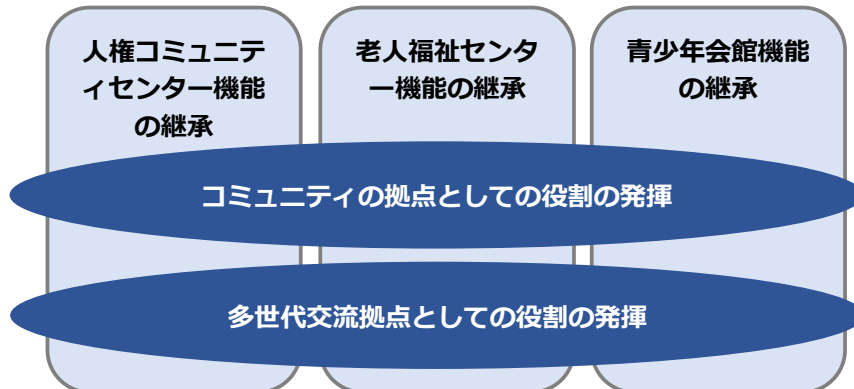 人権コミュニテ
ィセンター機能
の継承
老人福祉センタ
ー機能の継承
青少年会館機能
の継承
コミュニティの拠点としての役割の発揮
多世代交流拠点としての役割の発揮